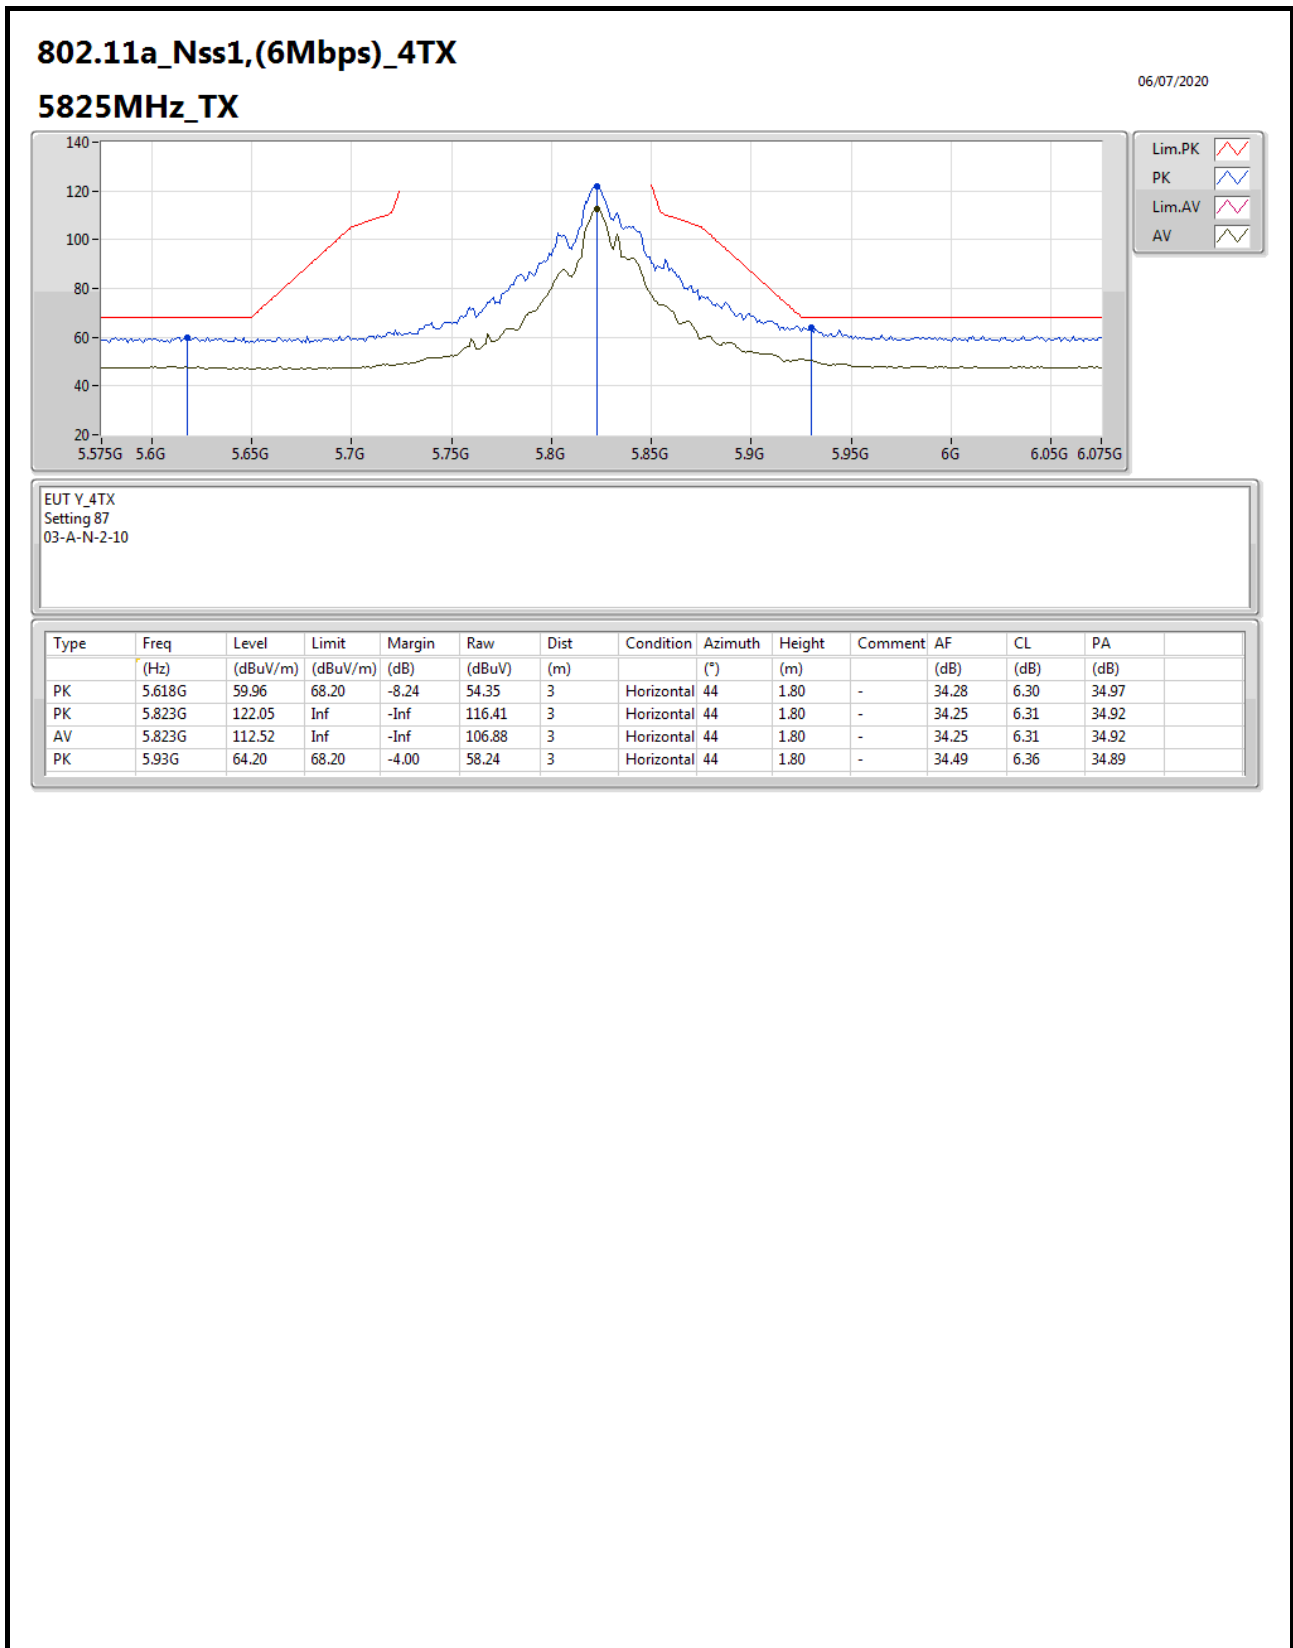 802.11a_Nss1,(6Mbps)_4TX
06/07/2020
5825MHz_TX
140
120
100
80
60
40
20
5.575G 5.6G 5.65G 5.7G 5.75G 5.8G 5.85G 5.9G 5.95G 6G 6.05G 6.075G
Lim.PK
PK
Lim.AV
AV
EUT Y_4TX
Setting 87
03-A-N-2-10
Type Freq Level Limit Margin Raw Dist Condition Azimuth Height Comment AF CL PA
(Hz) (dBuV/m) (dBuV/m) (dB) (dBuV) (m) (°) (m) (dB) (dB) (dB)
PK 5.618G 59.96 68.20 -8.24 54.35 3 Horizontal 44 1.80 - 34.28 6.30 34.97
PK 5.823G 122.05 Inf -Inf 116.41 3 Horizontal 44 1.80 - 34.25 6.31 34.92
AV 5.823G 112.52 Inf -Inf 106.88 3 Horizontal 44 1.80 - 34.25 6.31 34.92
PK 5.93G 64.20 68.20 -4.00 58.24 3 Horizontal 44 1.80 - 34.49 6.36 34.89